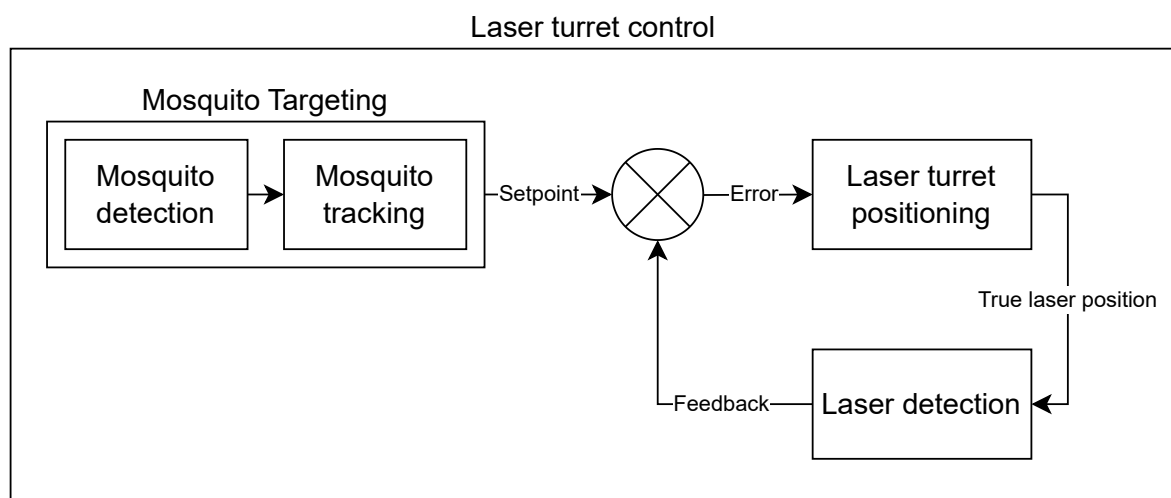 Laser turret control
Mosquito Targeting
Mosquito
detection
Mosquito
tracking
Setpoint
Error
Laser turret
positioning
True laser position
Feedback
Laser detection